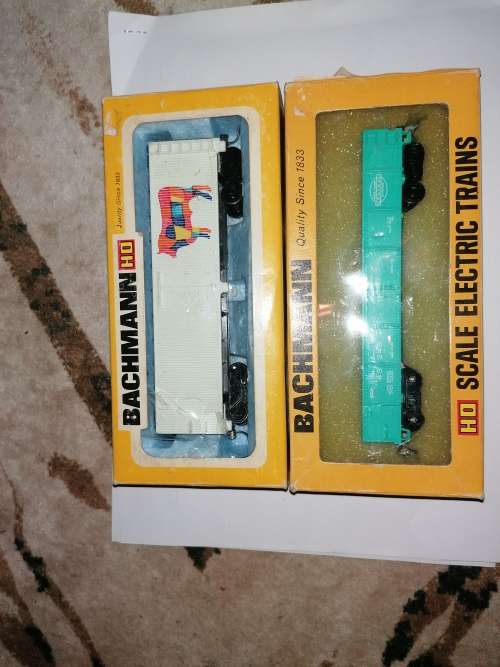 BACHMANN HO
Quality Since 1833
BACHMANN Quality Since 1833
HO SCALE ELECTRIC TRAINS